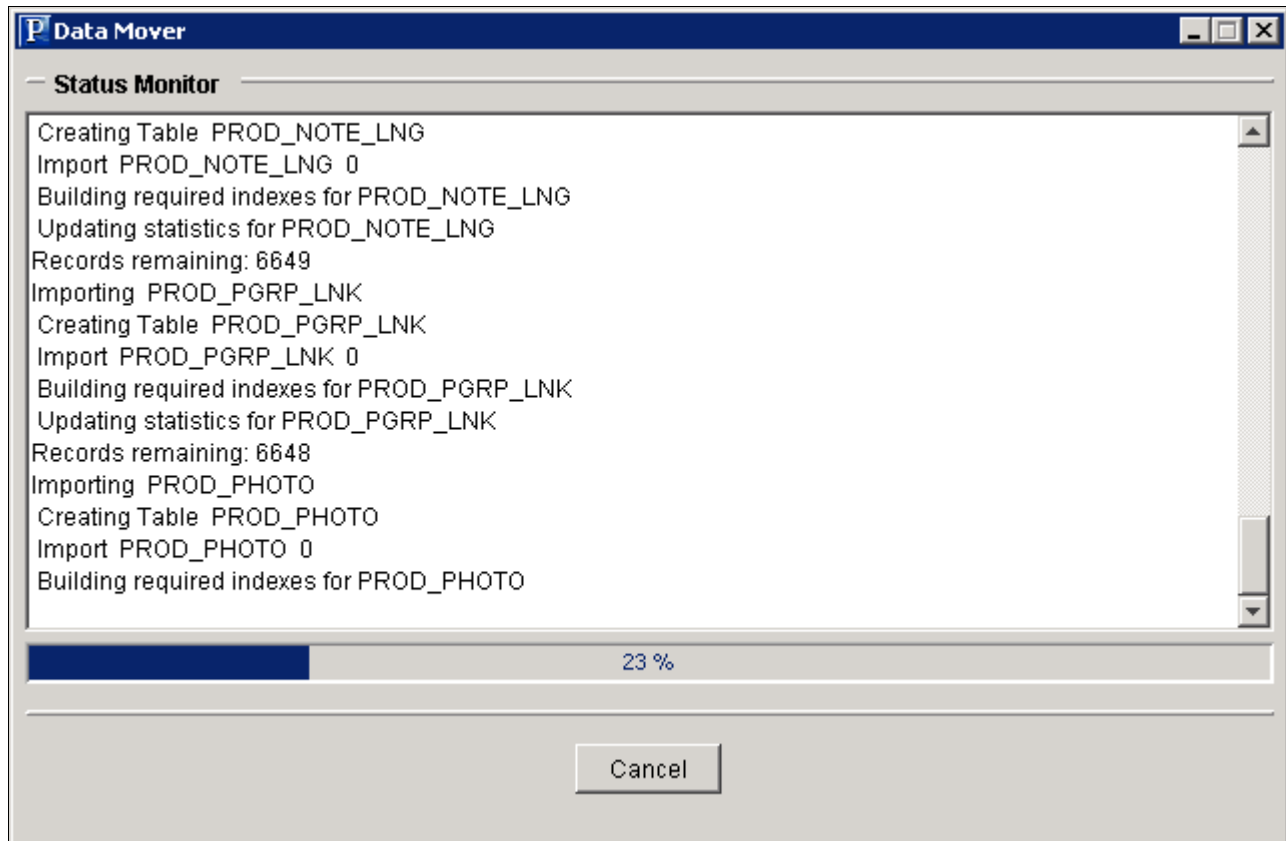 P Data Mover
Status Monitor
Creating Table PROD_NOTE_LNG
Import PROD_NOTE_LNG 0
Building required indexes for PROD_NOTE_LNG
Updating statistics for PROD_NOTE_LNG
Records remaining: 6649
Importing PROD_PGRP_LNK
Creating Table PROD_PGRP_LNK
Import PROD_PGRP_LNK 0
Building required indexes for PROD_PGRP_LNK
Updating statistics for PROD_PGRP_LNK
Records remaining: 6648
Importing PROD_PHOTO
Creating Table PROD_PHOTO
Import PROD_PHOTO 0
Building required indexes for PROD_PHOTO
23 %
Cancel